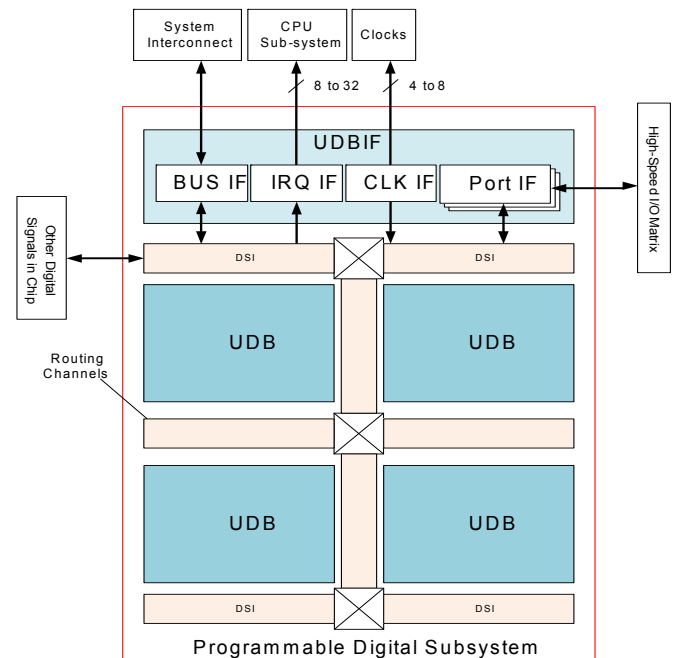 System
Interconnect
CPU
Sub-system
Clocks
8 to 32
4 to 8
UDBIF
BUS IF
IRQ IF
CLK IF
Port IF
High-Speed I/O Matrix
Other Digital
Signals in Chip
DSI
DSI
UDB
UDB
Routing
Channels
UDB
UDB
DSI
DSI
Programmable Digital Subsystem